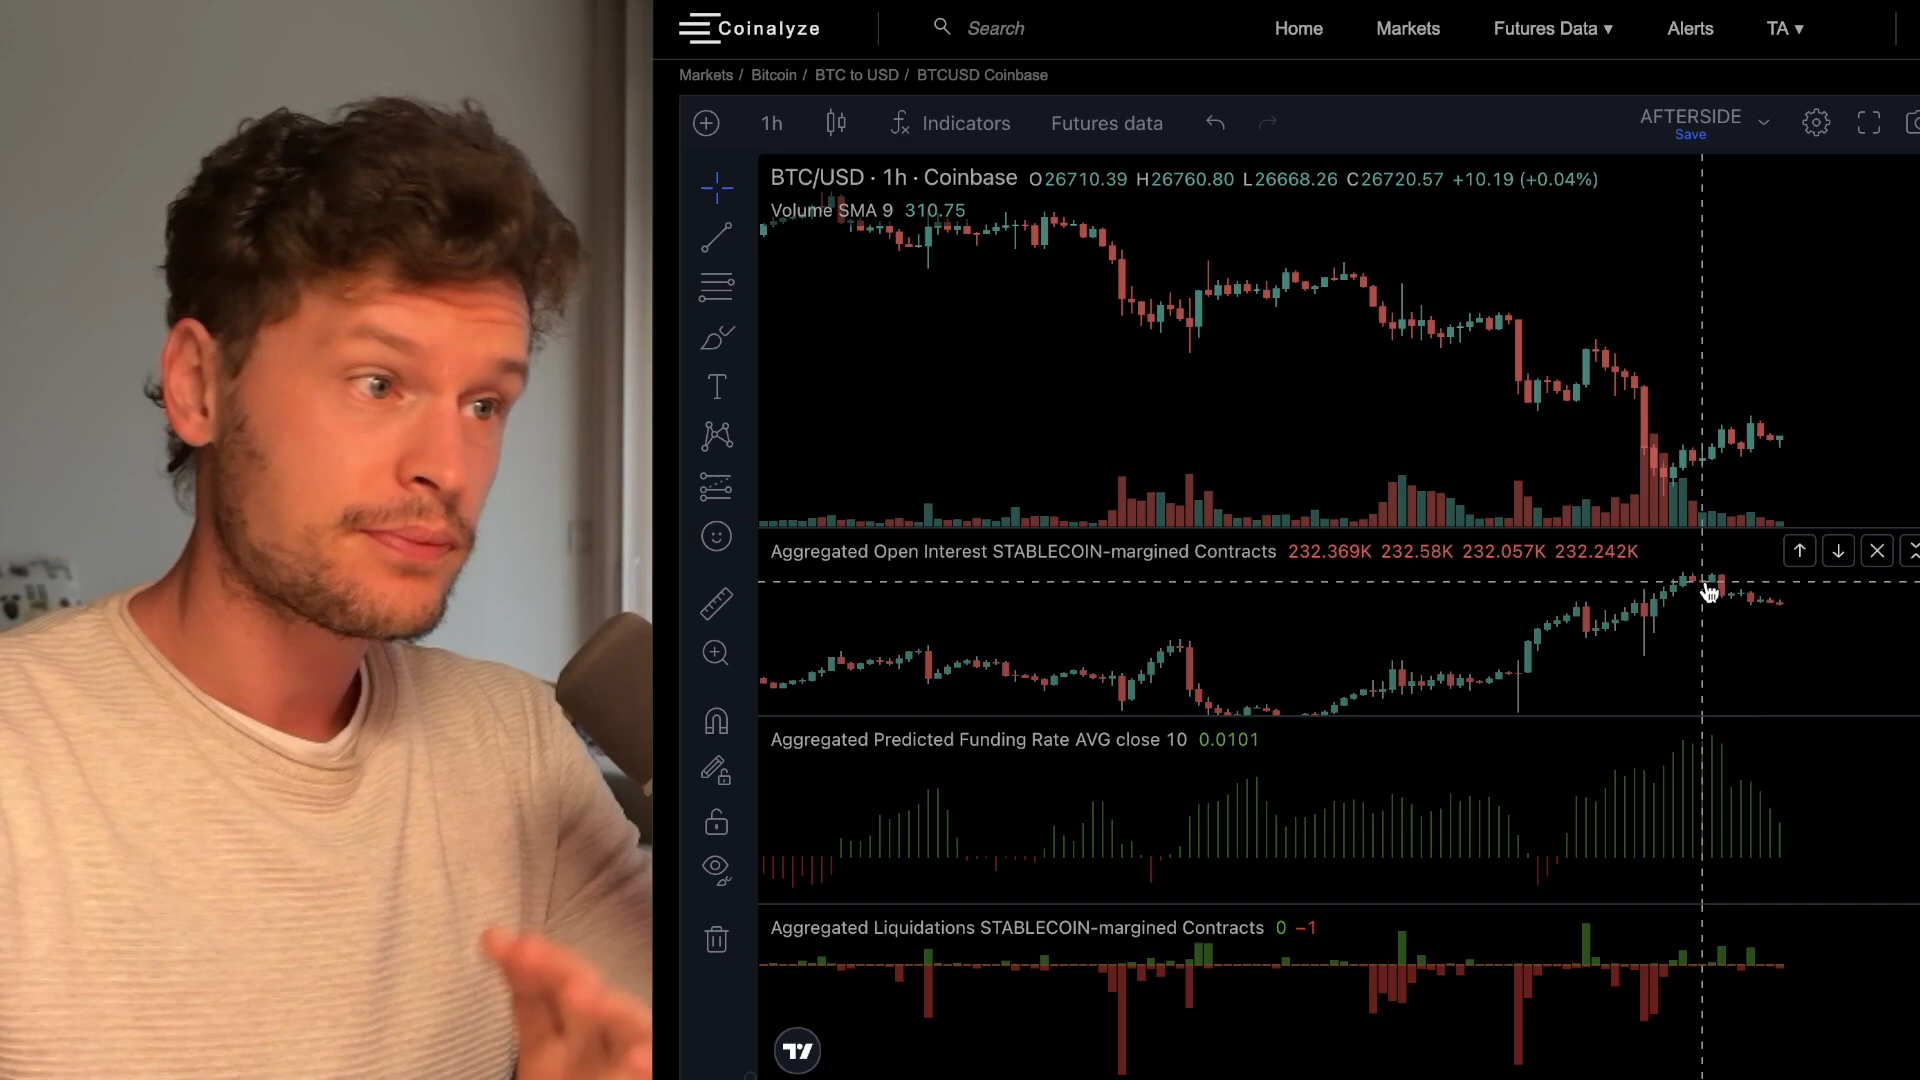 Coinalyze
Search
Home
Markets
Futures Data ▾
Alerts
TA ▾
Markets / Bitcoin / BTC to USD / BTCUSD Coinbase
1h
Indicators
Futures data
AFTERSIDE
Save
BTC/USD · 1h · Coinbase O26710.39 H26760.80 L26668.26 C26720.57 +10.19 (+0.04%)
Volume SMA 9 310.75
Aggregated Open Interest STABLECOIN-margined Contracts 232.369K 232.58K 232.057K 232.242K
Aggregated Predicted Funding Rate AVG close 10 0.0101
Aggregated Liquidations STABLECOIN-margined Contracts 0 −1